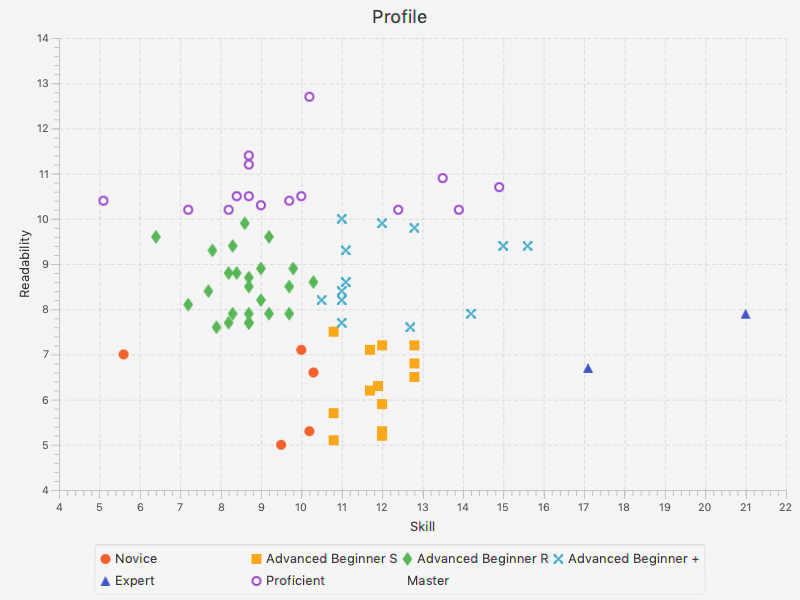 Profile
14
13
12
11
10
9
8
7
6
5
4
Readability
4 5 6 7 8 9 10 11 12 13 14 15 16 17 18 19 20 21 22
Skill
Novice Advanced Beginner S Advanced Beginner R Advanced Beginner +
Expert Proficient Master